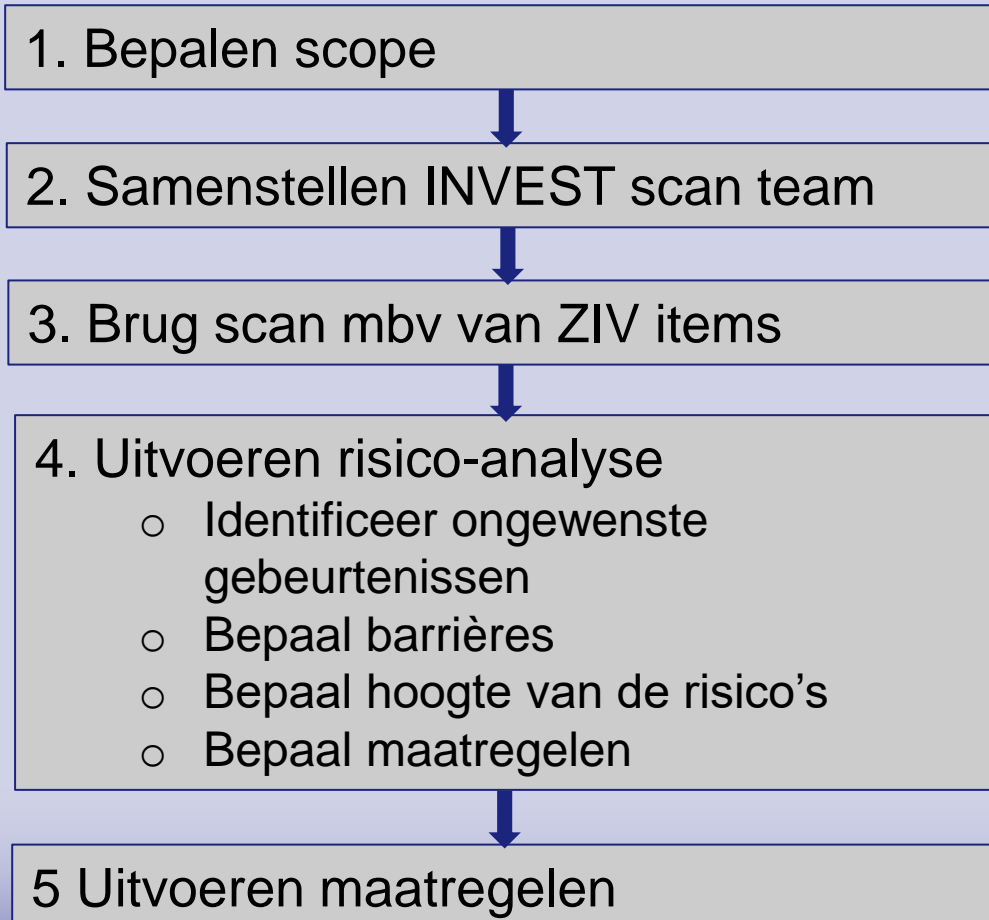 1. Bepalen scope
2. Samenstellen INVEST scan team
3. Brug scan mbv van ZIV items
4. Uitvoeren risico-analyse
o Identificeer ongewenste
gebeurtenissen
o Bepaal barrières
o Bepaal hoogte van de risico’s
o Bepaal maatregelen
5 Uitvoeren maatregelen